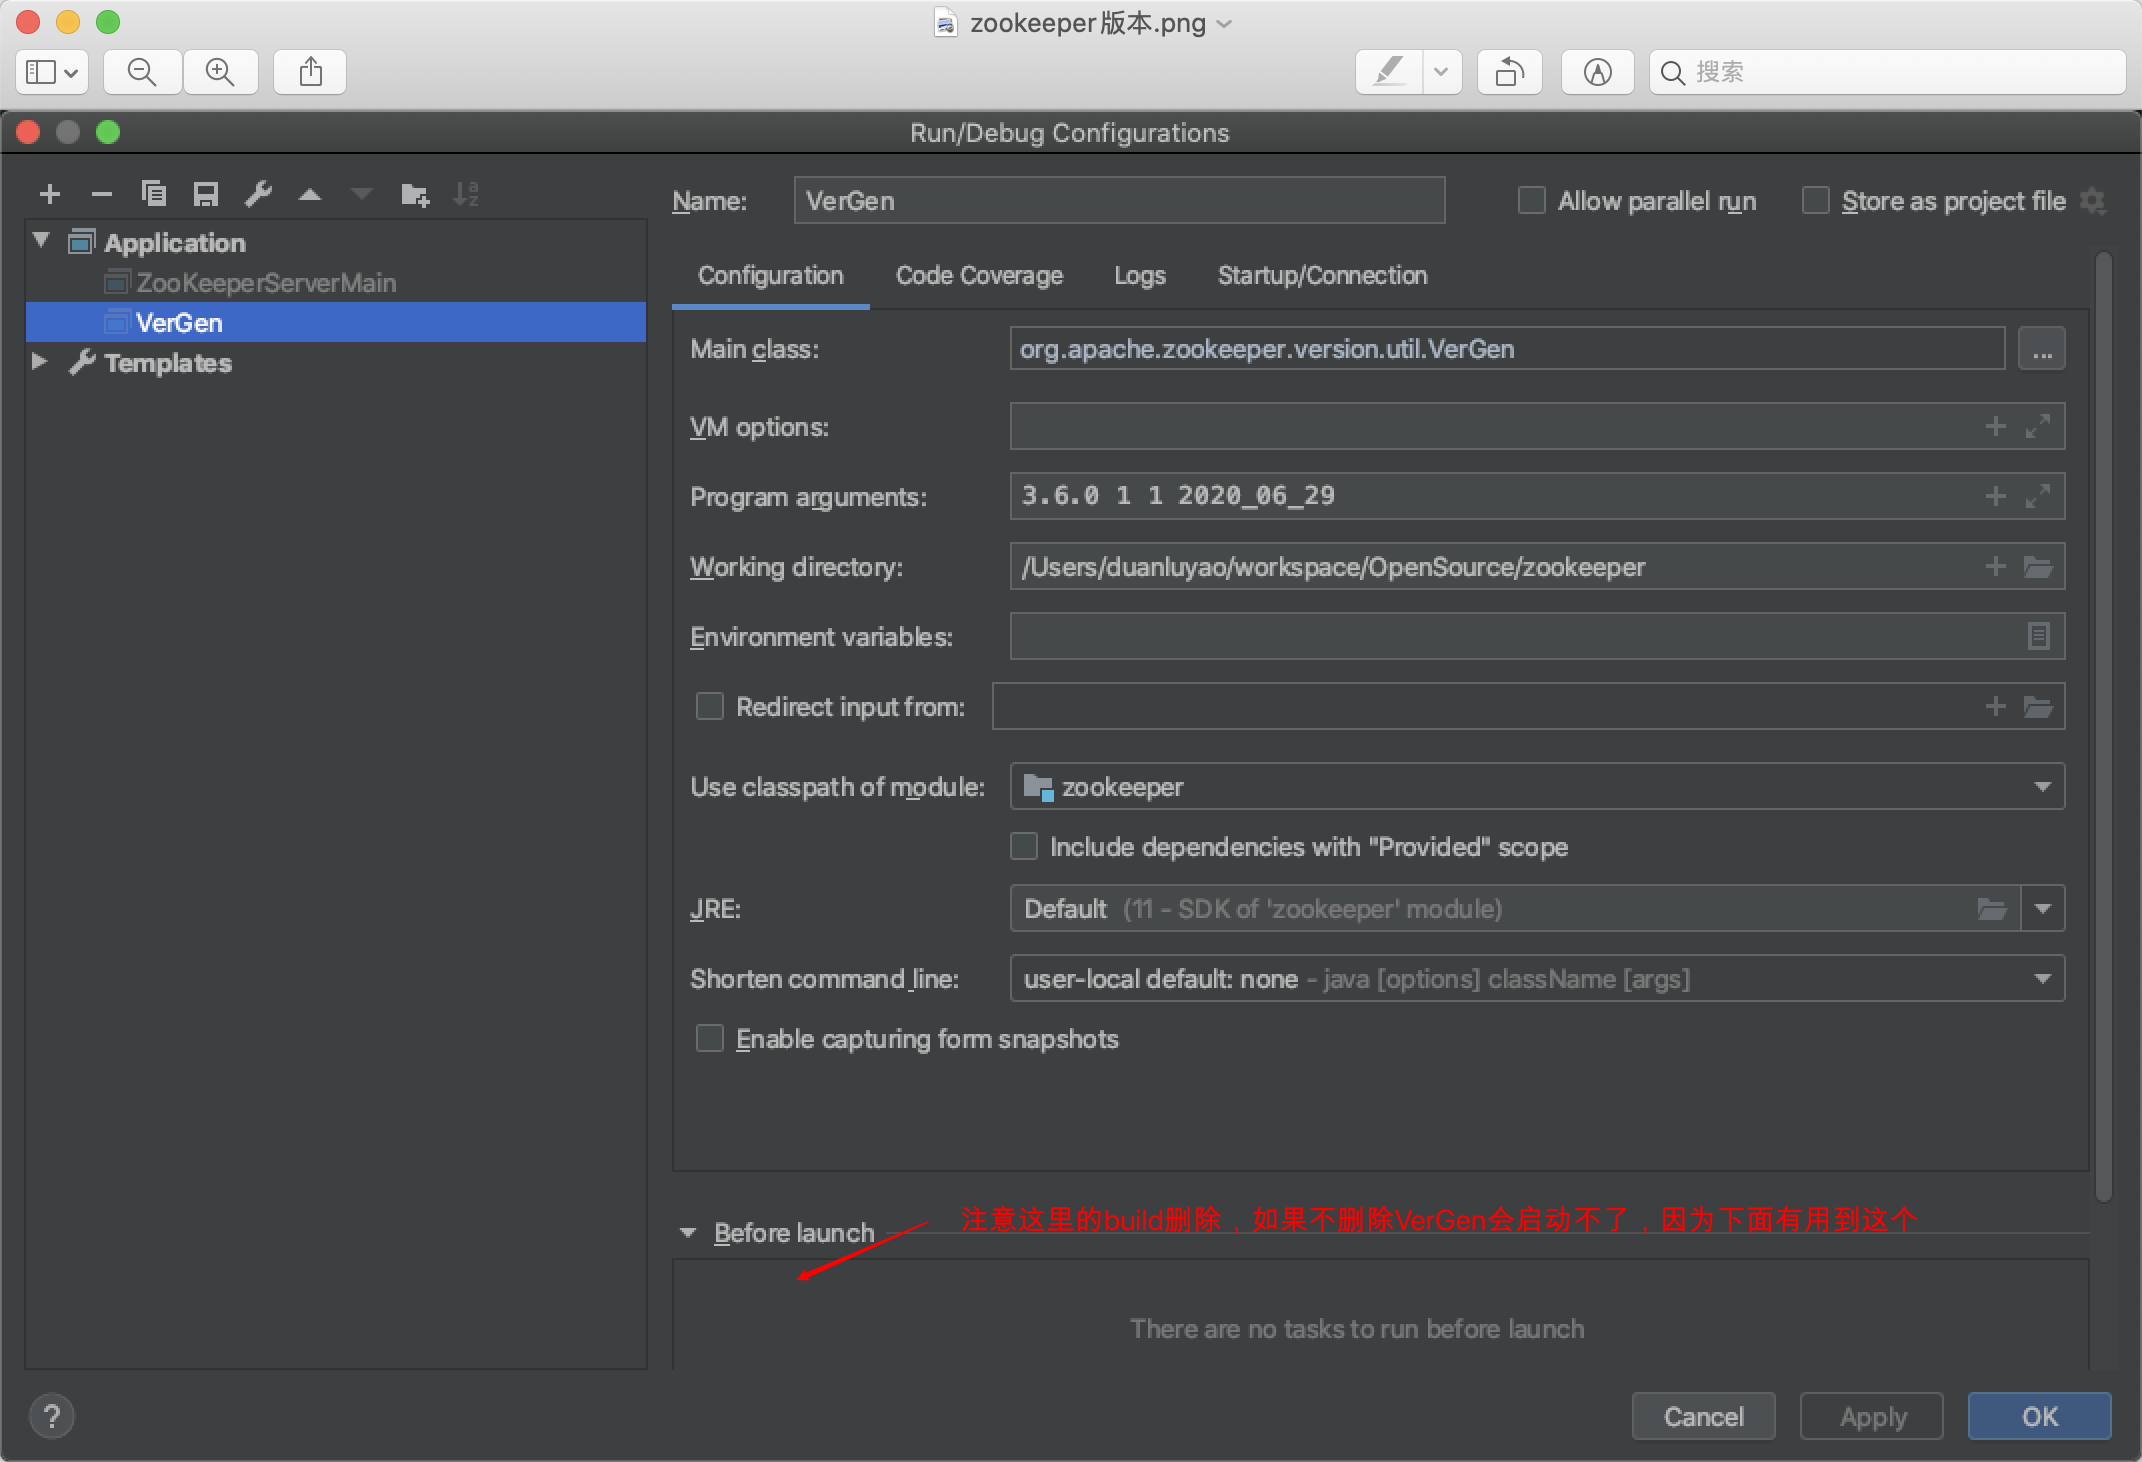 zookeeper版本.png
搜索
Run/Debug Configurations
Name: VerGen Allow parallel run Store as project file
Application
ZooKeeperServerMain
VerGen
Templates
Configuration Code Coverage Logs Startup/Connection
Main class: org.apache.zookeeper.version.util.VerGen ...
VM options:
Program arguments: 3.6.0 1 1 2020_06_29
Working directory: /Users/duanluyao/workspace/OpenSource/zookeeper
Environment variables:
Redirect input from:
Use classpath of module: zookeeper
Include dependencies with "Provided" scope
JRE: Default (11 - SDK of 'zookeeper' module)
Shorten command line: user-local default: none - java [options] className [args]
Enable capturing form snapshots
注意这里的build删除，如果不删除VerGen会启动不了，因为下面有用到这个
Before launch
There are no tasks to run before launch
? Cancel Apply OK